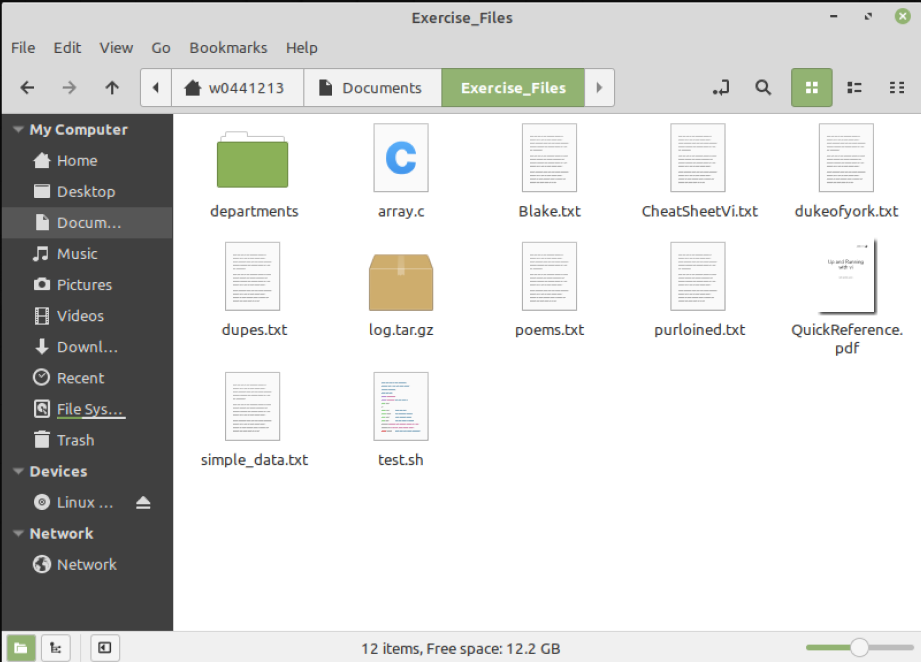 Exercise_Files
File Edit View Go Bookmarks Help
w0441213 Documents Exercise_Files
My Computer
Home
Desktop
Docum...
Music
Pictures
Videos
Downl...
Recent
File Sys...
Trash
Devices
Linux ...
Network
Network
departments array.c Blake.txt CheatSheetVi.txt dukeofyork.txt
Up and Running
with vi
dupes.txt log.tar.gz poems.txt purloined.txt QuickReference.
pdf
simple_data.txt test.sh
12 items, Free space: 12.2 GB